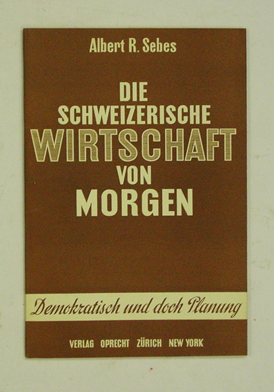 Albert R. Sebes
DIE
SCHWEIZERISCHE
WIRTSCHAFT
VON
MORGEN
Demokratisch und doch Planung
VERLAG OPRECHT ZÜRICH NEW YORK